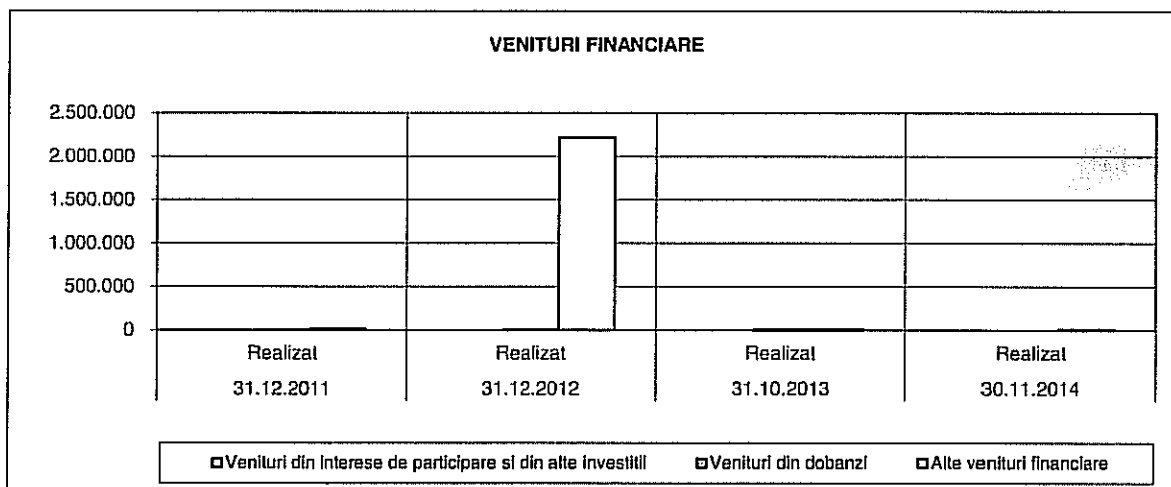 VENITURI FINANCIARE
2.500.000
2.000.000
1.500.000
1.000.000
500.000
0
Realizat Realizat Realizat Realizat
31.12.2011 31.12.2012 31.10.2013 30.11.2014
Venituri din interese de participare si din alte investitii Venituri din dobanzi Alte venituri financiare